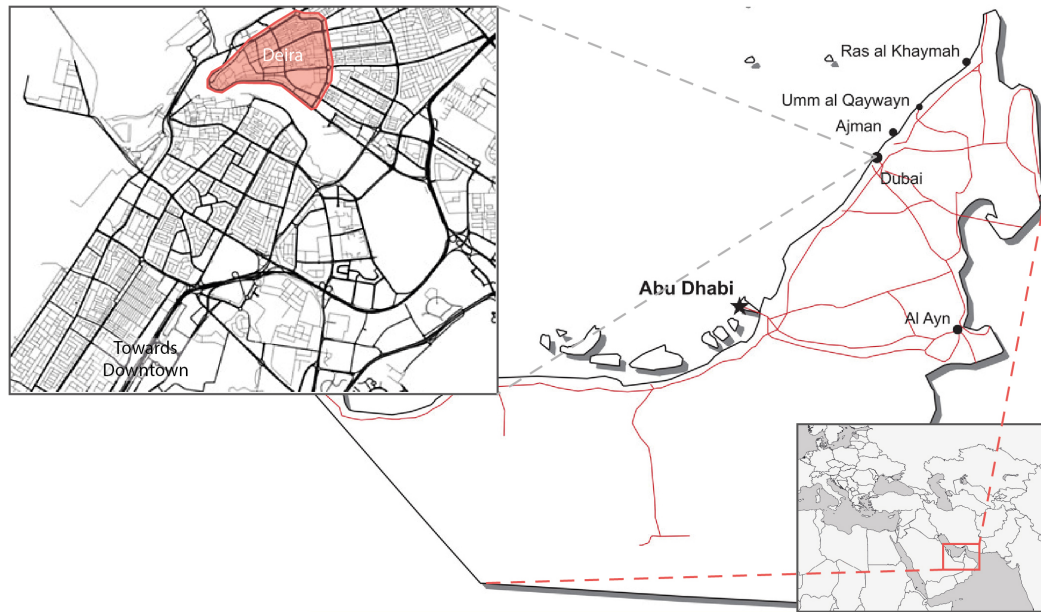 Deira
Towards
Downtown
Ras al Khaymah
Umm al Qaywayn
Ajman
Dubai
Abu Dhabi
Al Ayn